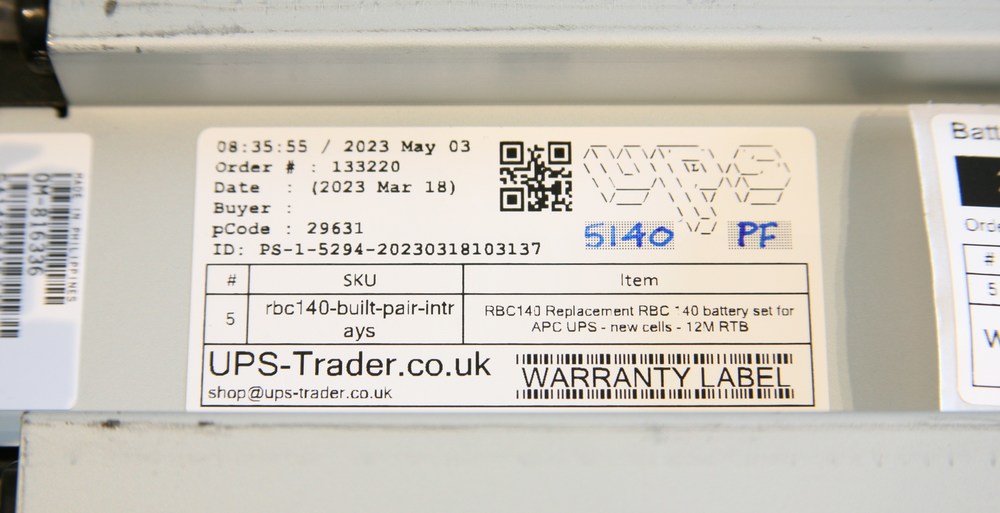 MADE IN PHILIPPINES
OM-816336
08:35:55 / 2023 May 03
Order # : 133220
Date : (2023 Mar 18)
Buyer :
pCode : 29631
ID: PS-1-5294-20230318103137
ups
5140 PF
# SKU Item
5 rbc140-built-pair-intr
ays
RBC140 Replacement RBC 140 battery set for
APC UPS - new cells - 12M RTB
UPS-Trader.co.uk
shop@ups-trader.co.uk
WARRANTY LABEL
#
5